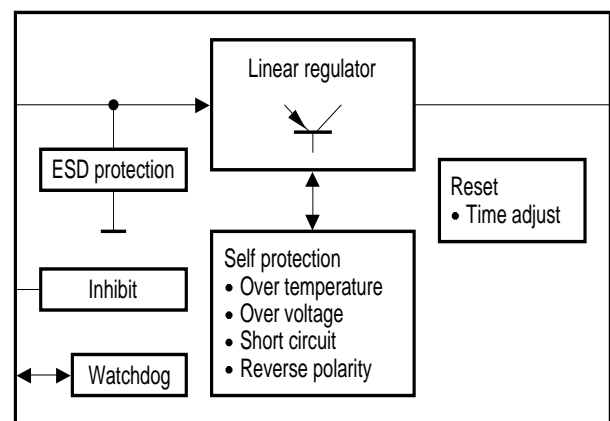 Linear regulator
ESD protection
Reset
• Time adjust
Self protection
• Over temperature
• Over voltage
• Short circuit
• Reverse polarity
Inhibit
Watchdog